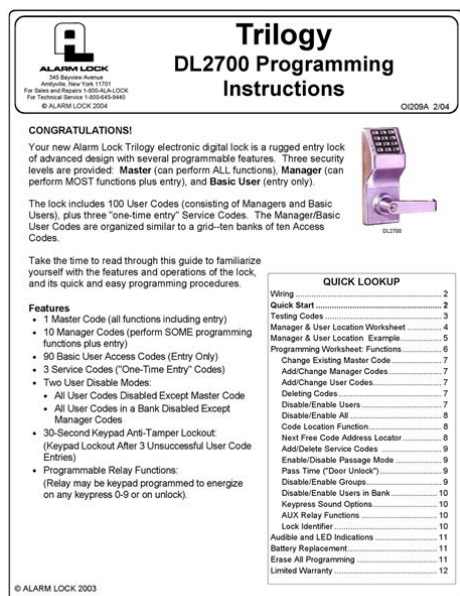 Trilogy
DL2700 Programming
Instructions
ALARM LOCK
345 Bayview Avenue
Amityville, New York 11701
For Sales and Repairs 1-800-ALA-LOCK
For Technical Service 1-800-645-9440
© ALARM LOCK 2004
OI209A 2/04
CONGRATULATIONS!
Your new Alarm Lock Trilogy electronic digital lock is a rugged entry lock
of advanced design with several programmable features. Three security
levels are provided: Master (can perform ALL functions), Manager (can
perform MOST functions plus entry), and Basic User (entry only).
DL2700
The lock includes 100 User Codes (consisting of Managers and Basic
Users), plus three "one-time entry" Service Codes. The Manager/Basic
User Codes are organized similar to a grid--ten banks of ten Access
Codes.
Take the time to read through this guide to familiarize
yourself with the features and operations of the lock,
and its quick and easy programming procedures.
Features
• 1 Master Code (all functions including entry)
• 10 Manager Codes (perform SOME programming
functions plus entry)
• 90 Basic User Access Codes (Entry Only)
• 3 Service Codes ("One-Time Entry" Codes)
• Two User Disable Modes:
• All User Codes Disabled Except Master Code
• All User Codes in a Bank Disabled Except
Manager Codes
• 30-Second Keypad Anti-Tamper Lockout:
(Keypad Lockout After 3 Unsuccessful User Code
Entries)
• Programmable Relay Functions:
(Relay may be keypad programmed to energize
on any keypress 0-9 or on unlock).
QUICK LOOKUP
Wiring ... 2
Quick Start ... 2
Testing Codes ... 3
Manager & User Location Worksheet ... 4
Manager & User Location Example ... 5
Programming Worksheet: Functions ... 6
Change Existing Master Code ... 7
Add/Change Manager Codes ... 7
Add/Change User Codes ... 7
Deleting Codes ... 7
Disable/Enable Users ... 7
Disable/Enable All ... 8
Code Location Function ... 8
Next Free Code Address Locator ... 8
Add/Delete Service Codes ... 9
Enable/Disable Passage Mode ... 9
Pass Time ("Door Unlock") ... 9
Disable/Enable Groups ... 9
Disable/Enable Users in Bank ... 10
Keypress Sound Options ... 10
AUX Relay Functions ... 10
Lock Identifier ... 10
Audible and LED Indications ... 11
Battery Replacement ... 11
Erase All Programming ... 11
Limited Warranty ... 12
© ALARM LOCK 2003